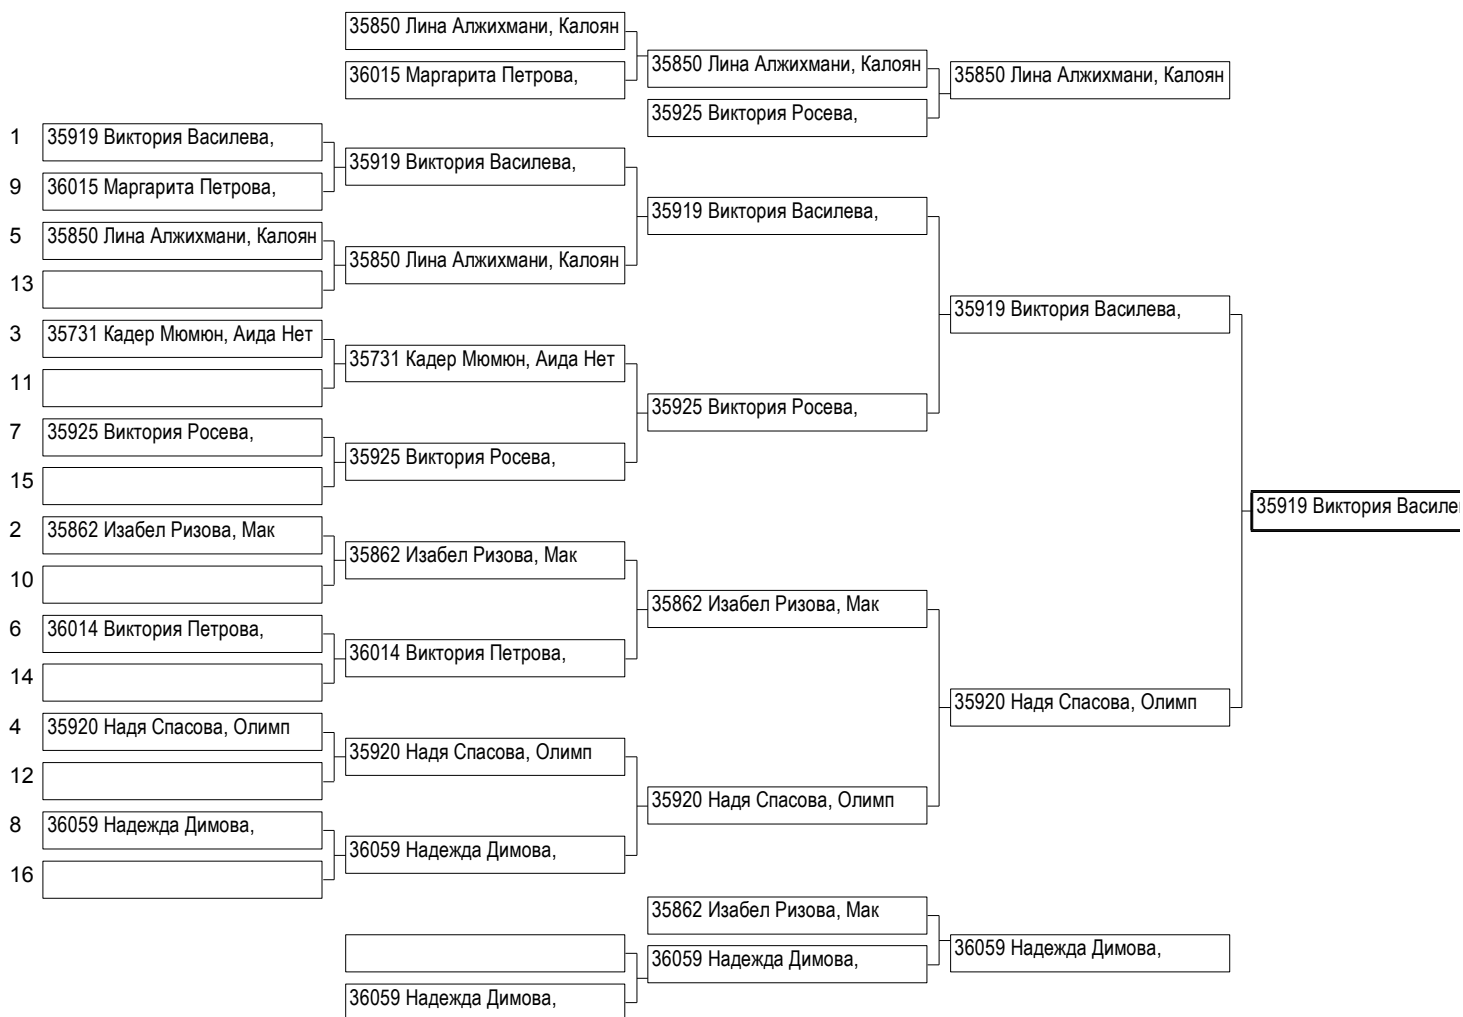 35850 Лина Алжихмани, Калоян
36015 Маргарита Петрова,
35850 Лина Алжихмани, Калоян
35925 Виктория Росева,
35850 Лина Алжихмани, Калоян
1 35919 Виктория Василева,
9 36015 Маргарита Петрова,
5 35850 Лина Алжихмани, Калоян
13
3 35731 Кадер Мюмюн, Аида Нет
11
7 35925 Виктория Росева,
15
2 35862 Изабел Ризова, Мак
10
6 36014 Виктория Петрова,
14
4 35920 Надя Спасова, Олимп
12
8 36059 Надежда Димова,
16
35919 Виктория Василева,
35850 Лина Алжихмани, Калоян
35731 Кадер Мюмюн, Аида Нет
35925 Виктория Росева,
35862 Изабел Ризова, Мак
36014 Виктория Петрова,
35920 Надя Спасова, Олимп
36059 Надежда Димова,
35919 Виктория Василева,
35925 Виктория Росева,
35862 Изабел Ризова, Мак
35920 Надя Спасова, Олимп
35919 Виктория Василева,
35920 Надя Спасова, Олимп
35919 Виктория Василе
36059 Надежда Димова,
35862 Изабел Ризова, Мак
36059 Надежда Димова,
36059 Надежда Димова,